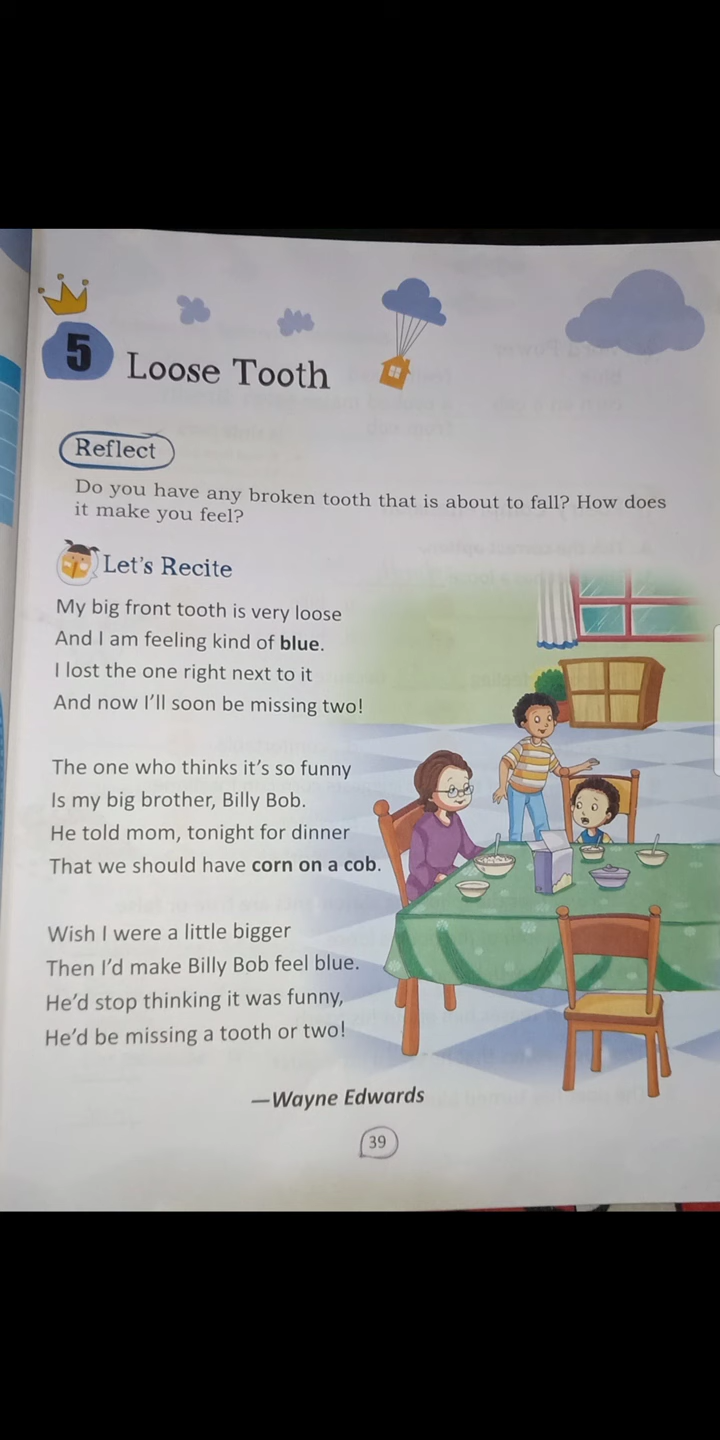 5
Loose Tooth
Reflect
Do you have any broken tooth that is about to fall? How does
it make you feel?
Let's Recite
My big front tooth is very loose
And I am feeling kind of blue.
I lost the one right next to it
And now I'll soon be missing two!
The one who thinks it's so funny
Is my big brother, Billy Bob.
He told mom, tonight for dinner
That we should have corn on a cob.
Wish I were a little bigger
Then I'd make Billy Bob feel blue.
He'd stop thinking it was funny,
He'd be missing a tooth or two!
—Wayne Edwards
39